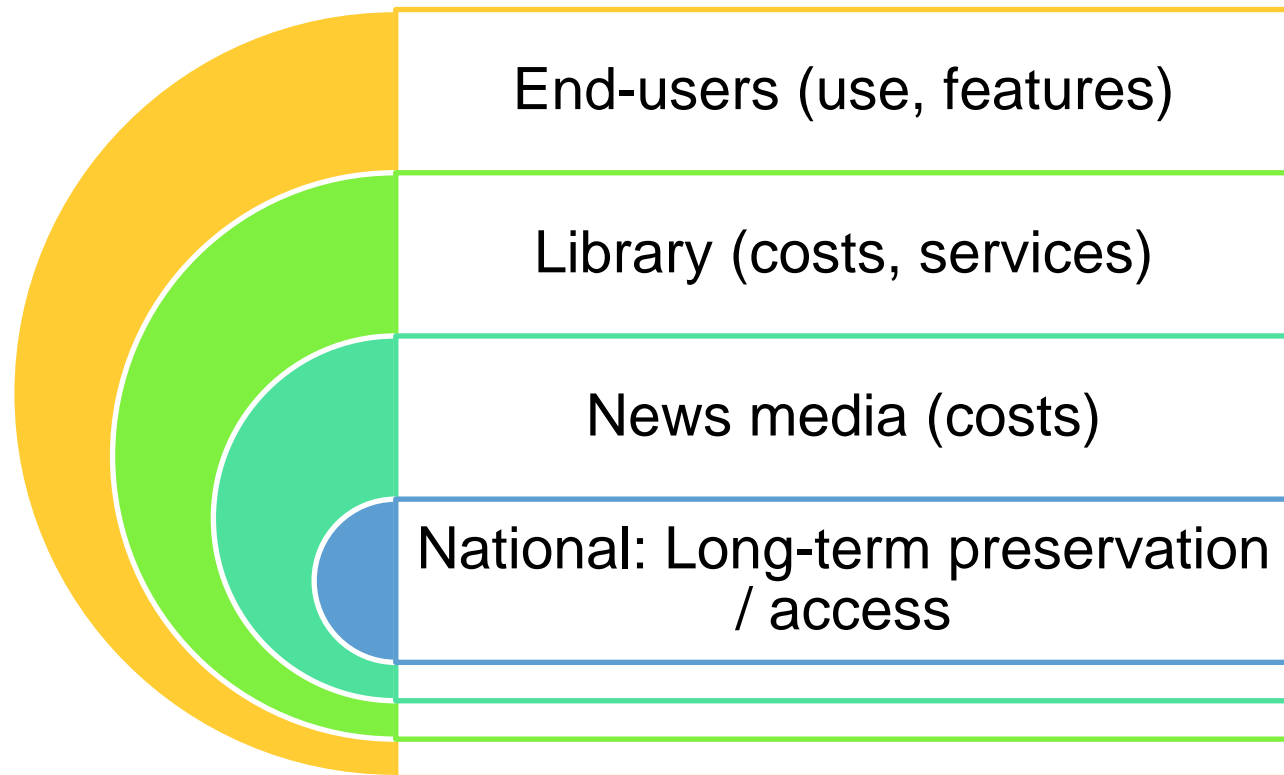 End-users (use, features)
Library (costs, services)
News media (costs)
National: Long-term preservation
/ access